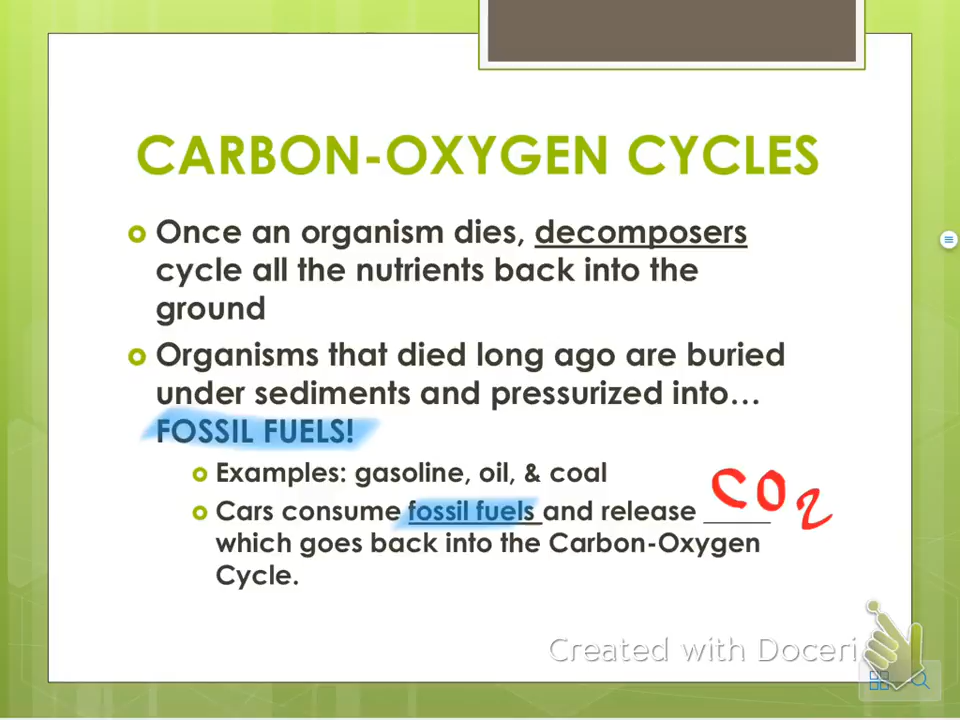 CARBON-OXYGEN CYCLES
Once an organism dies, decomposers
cycle all the nutrients back into the
ground
Organisms that died long ago are buried
under sediments and pressurized into…
FOSSIL FUELS!
Examples: gasoline, oil, & coal
Cars consume fossil fuels and release _____ CO2
which goes back into the Carbon-Oxygen
Cycle.
Created with Doceri